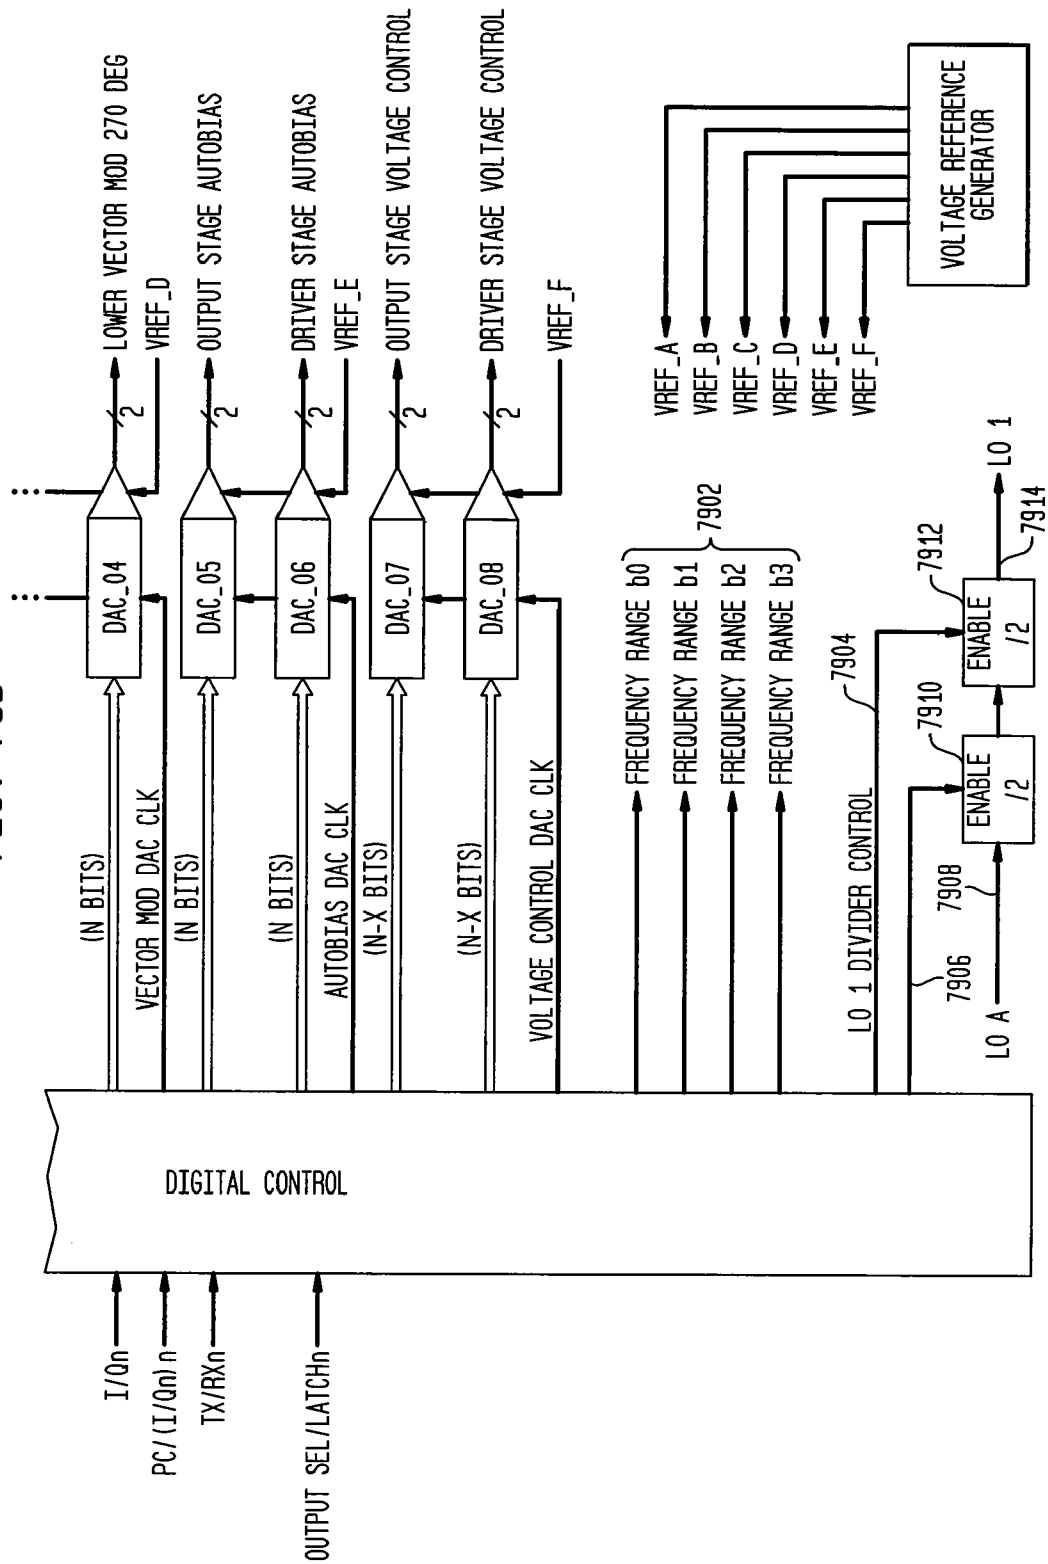 I/Qn
PC/(I/Qn)n
TX/RXn
OUTPUT SEL/LATCHn
DIGITAL CONTROL
(N BITS)
VECTOR MOD DAC CLK
(N BITS)
(N BITS)
AUTOBIAS DAC CLK
(N-X BITS)
(N-X BITS)
VOLTAGE CONTROL DAC CLK
DAC_04
DAC_05
DAC_06
DAC_07
DAC_08
2
2
2
2
2
LOWER VECTOR MOD 270 DEG
VREF_D
OUTPUT STAGE AUTOBIAS
DRIVER STAGE AUTOBIAS
VREF_E
OUTPUT STAGE VOLTAGE CONTROL
DRIVER STAGE VOLTAGE CONTROL
VREF_F
FREQUENCY RANGE b0
FREQUENCY RANGE b1
FREQUENCY RANGE b2
FREQUENCY RANGE b3
7902
LO 1 DIVIDER CONTROL
7904
7906
LO A
7908
ENABLE
/2
7910
ENABLE
/2
7912
LO 1
7914
VREF_A
VREF_B
VREF_C
VREF_D
VREF_E
VREF_F
VOLTAGE REFERENCE
GENERATOR